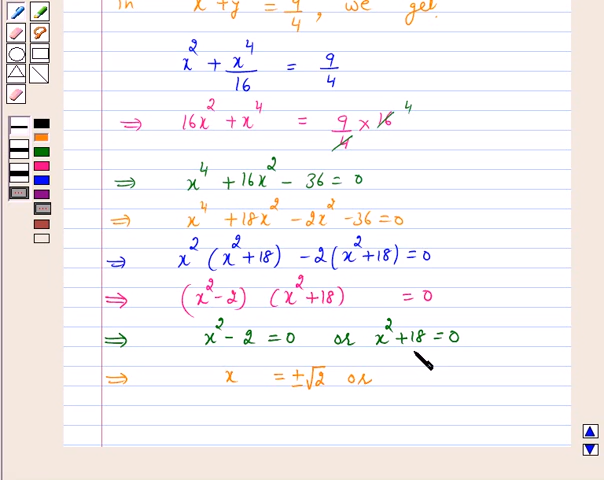 In x² + y² = 9/4, we get
x² + x⁴/16 = 9/4
⇒ 16x² + x⁴ = 9/4 × 16 4
⇒ x⁴ + 16x² - 36 = 0
⇒ x⁴ + 18x² - 2x² - 36 = 0
⇒ x² (x² + 18) - 2 (x² + 18) = 0
⇒ (x² - 2) (x² + 18) = 0
⇒ x² - 2 = 0 or x² + 18 = 0
⇒ x = ±√2 or